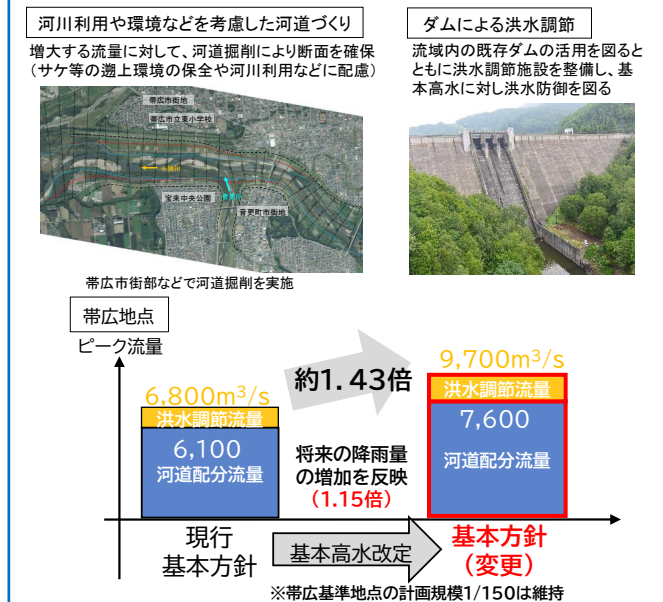 河川利用や環境などを考慮した河道づくり
増大する流量に対して、河道掘削により断面を確保
(サケ等の遡上環境の保全や河川利用などに配慮)
帯広市街地
帯広市立東小学校
十勝川
音更川
宝来中央公園
音更町市街地
帯広市街部などで河道掘削を実施
ダムによる洪水調節
流域内の既存ダムの活用を図ると
ともに洪水調節施設を整備し、基
本高水に対し洪水防御を図る
帯広地点
ピーク流量
6,800m³/s
洪水調節流量
6,100
河道配分流量
約1.43倍
将来の降雨量
の増加を反映
(1.15倍)
9,700m³/s
洪水調節流量
7,600
河道配分流量
現行
基本方針
基本高水改定
基本方針
(変更)
※帯広基準地点の計画規模1/150は維持